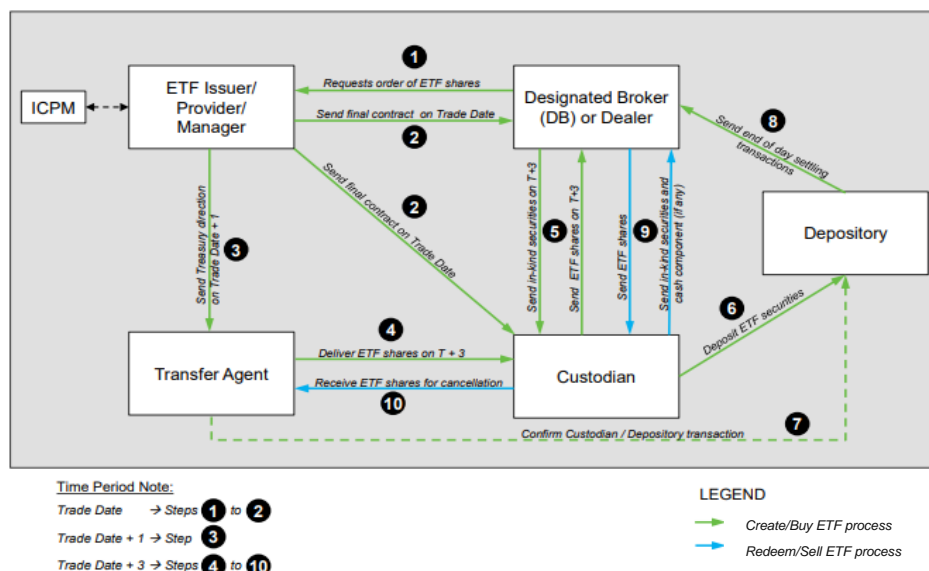 1
Requests order of ETF shares
ETF Issuer/
Provider/
Manager
ICPM
Designated Broker
(DB) or Dealer
Send final contract on Trade Date
2
8
Send end of day settling
transactions
Send final contract on Trade Date
2
Send Treasury direction
on Trade Date + 1
3
Send in-kind securities on T+3
5
Send ETF shares on T+3
Send ETF shares
9
Send in-kind securities and
cash component (if any)
Depository
6
Deposit ETF securities
4
Deliver ETF shares on T + 3
Transfer Agent
Custodian
Receive ETF shares for cancellation
10
7
Confirm Custodian / Depository transaction
Time Period Note:
Trade Date → Steps 1 to 2
Trade Date + 1 → Step 3
Trade Date + 3 → Steps 4 to 10
LEGEND
Create/Buy ETF process
Redeem/Sell ETF process